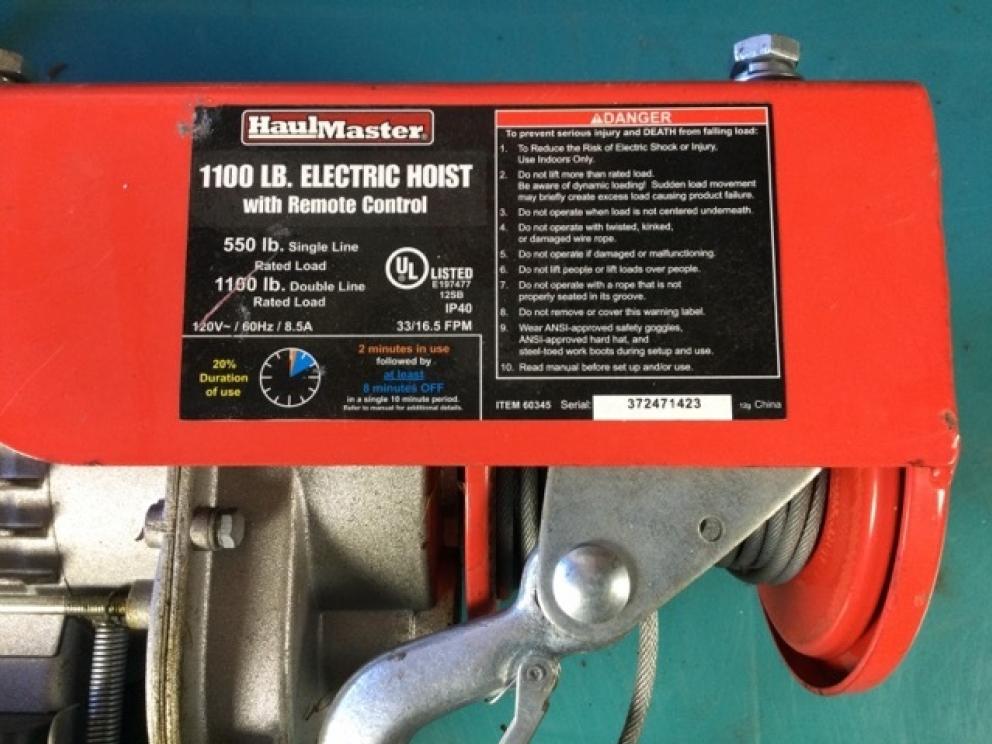 HaulMaster®
1100 LB. ELECTRIC HOIST
with Remote Control
550 lb. Single Line
Rated Load
1100 lb. Double Line
Rated Load
UL LISTED
E197477
12SB
IP40
120V~ / 60Hz / 8.5A
33/16.5 FPM
20%
Duration
of use
2 minutes in use
followed by
at least
8 minutes OFF
in a single 10 minute period.
Refer to manual for additional details.
⚠DANGER
To prevent serious injury and DEATH from falling load:
1. To Reduce the Risk of Electric Shock or Injury,
Use Indoors Only.
2. Do not lift more than rated load.
Be aware of dynamic loading! Sudden load movement
may briefly create excess load causing product failure.
3. Do not operate when load is not centered underneath.
4. Do not operate with twisted, kinked,
or damaged wire rope.
5. Do not operate if damaged or malfunctioning.
6. Do not lift people or lift loads over people.
7. Do not operate with a rope that is not
properly seated in its groove.
8. Do not remove or cover this warning label.
9. Wear ANSI-approved safety goggles,
ANSI-approved hard hat, and
steel-toed work boots during setup and use.
10. Read manual before set up and/or use.
ITEM 60345 Serial: 372471423 12g China